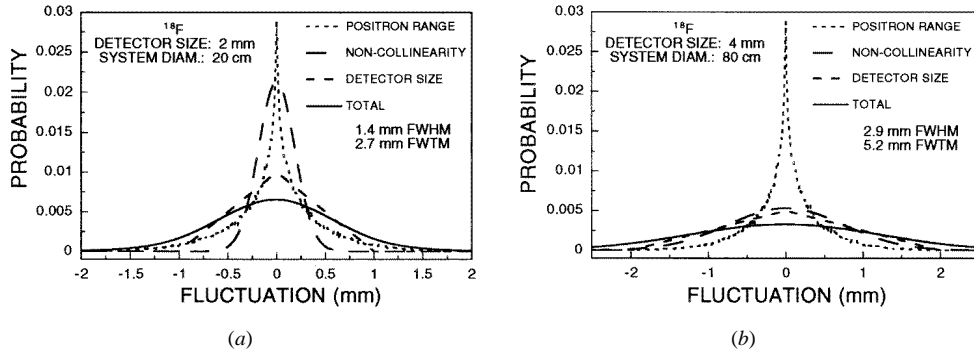 ¹⁸F
DETECTOR SIZE: 2 mm
SYSTEM DIAM.: 20 cm
POSITRON RANGE
NON-COLLINEARITY
DETECTOR SIZE
TOTAL
1.4 mm FWHM
2.7 mm FWTM
PROBABILITY
0.03
0.025
0.02
0.015
0.01
0.005
0
-2 -1.5 -1 -0.5 0 0.5 1 1.5 2
FLUCTUATION (mm)
(a)
¹⁸F
DETECTOR SIZE: 4 mm
SYSTEM DIAM.: 80 cm
POSITRON RANGE
NON-COLLINEARITY
DETECTOR SIZE
TOTAL
2.9 mm FWHM
5.2 mm FWTM
PROBABILITY
0.03
0.025
0.02
0.015
0.01
0.005
0
-2 -1 0 1 2
FLUCTUATION (mm)
(b)